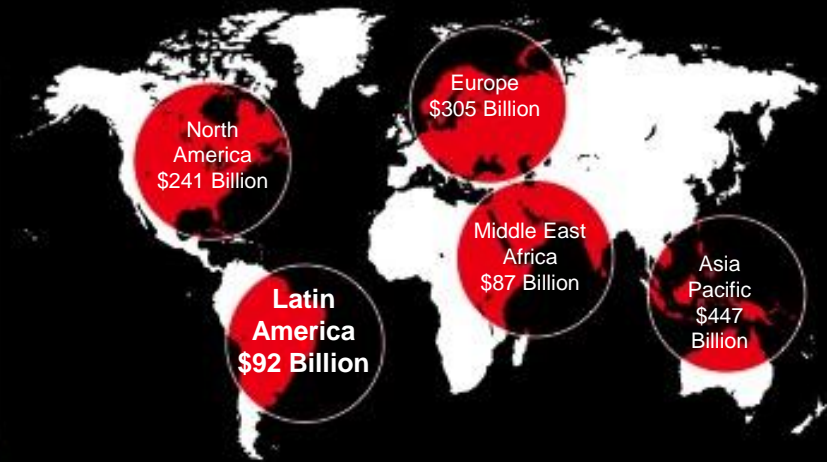 Europe
$305 Billion
North
America
$241 Billion
Middle East
Africa
$87 Billion
Asia
Pacific
$447
Billion
Latin
America
$92 Billion